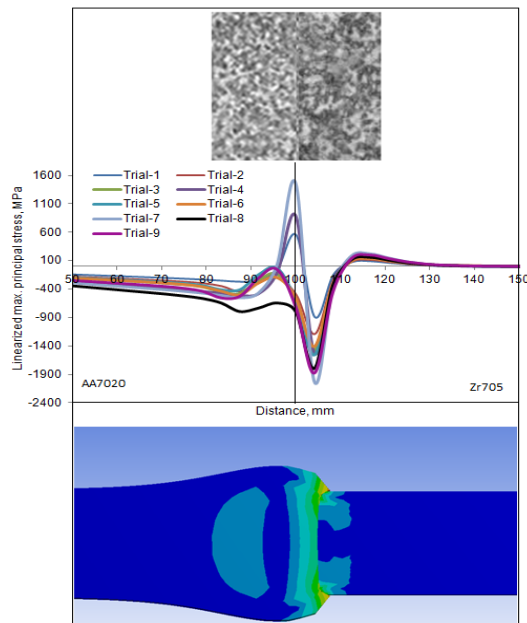 1600
1100
600
100
-400
-900
-1400
-1900
-2400
Linearized max. principal stress, MPa
Trial-1 Trial-2
Trial-3 Trial-4
Trial-5 Trial-6
Trial-7 Trial-8
Trial-9
50 60 70 80 90 100 110 120 130 140 150
AA7020 Zr705
Distance, mm